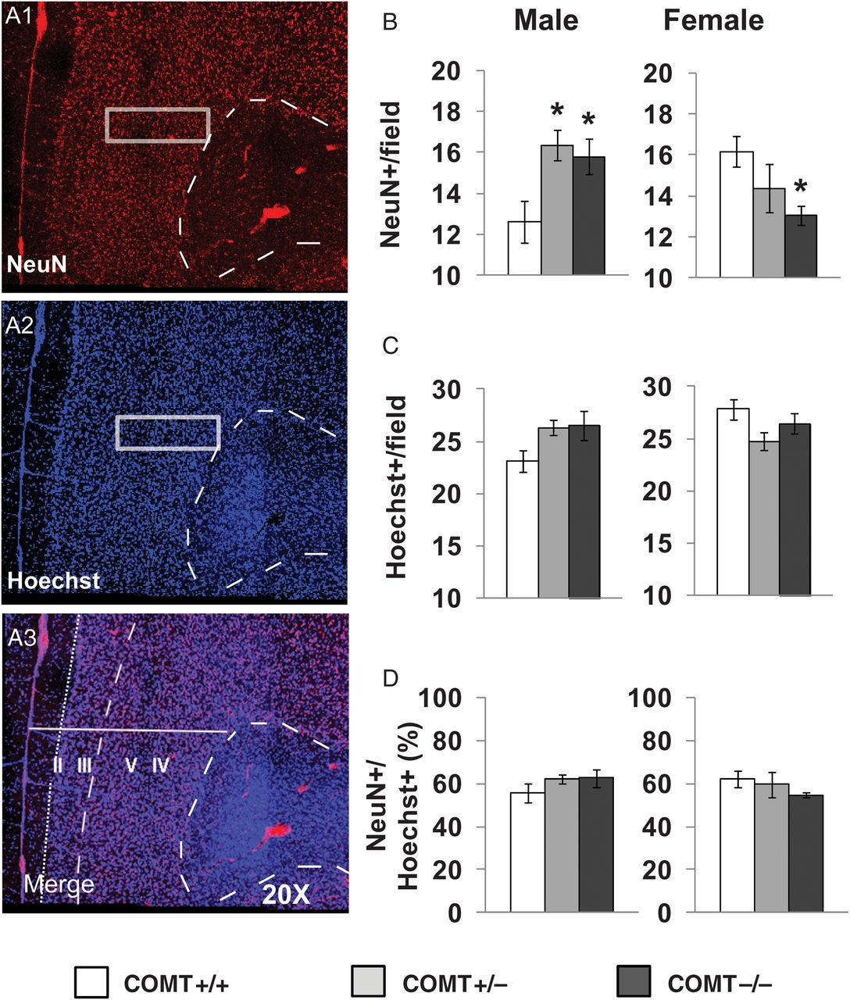 A1
NeuN
A2
Hoechst
A3
II III V IV
Merge
20X
B
Male Female
NeuN+/field
20
18
16
14
12
10
* *
20
18
16
14
12
10
*
C
Hoechst+/field
30
25
20
15
10
30
25
20
15
10
D
NeuN+/
Hoechst+ (%)
100
80
60
40
20
0
100
80
60
40
20
0
COMT+/+ COMT+/– COMT–/–